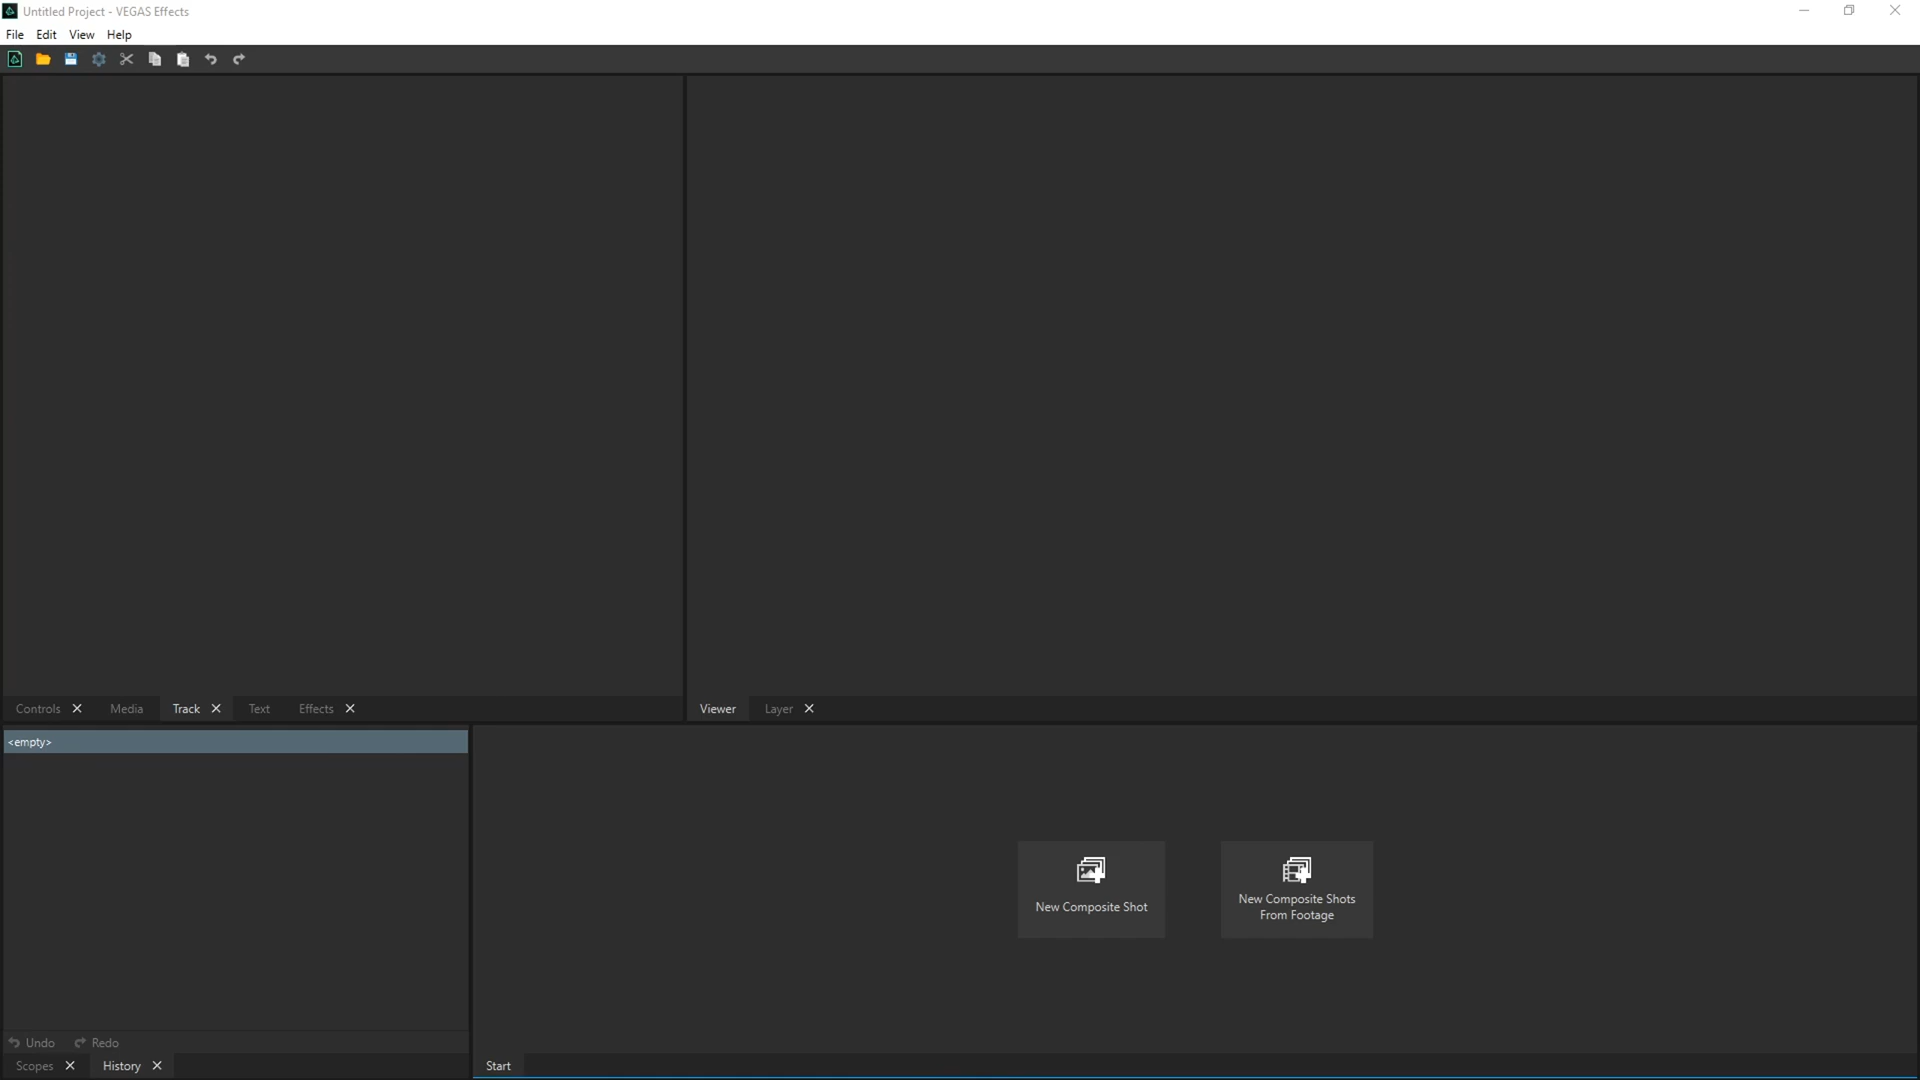 Untitled Project - VEGAS Effects
File Edit View Help
Controls Media Track Text Effects
Viewer Layer
<empty>
New Composite Shot
New Composite Shots
From Footage
Undo Redo
Scopes History
Start